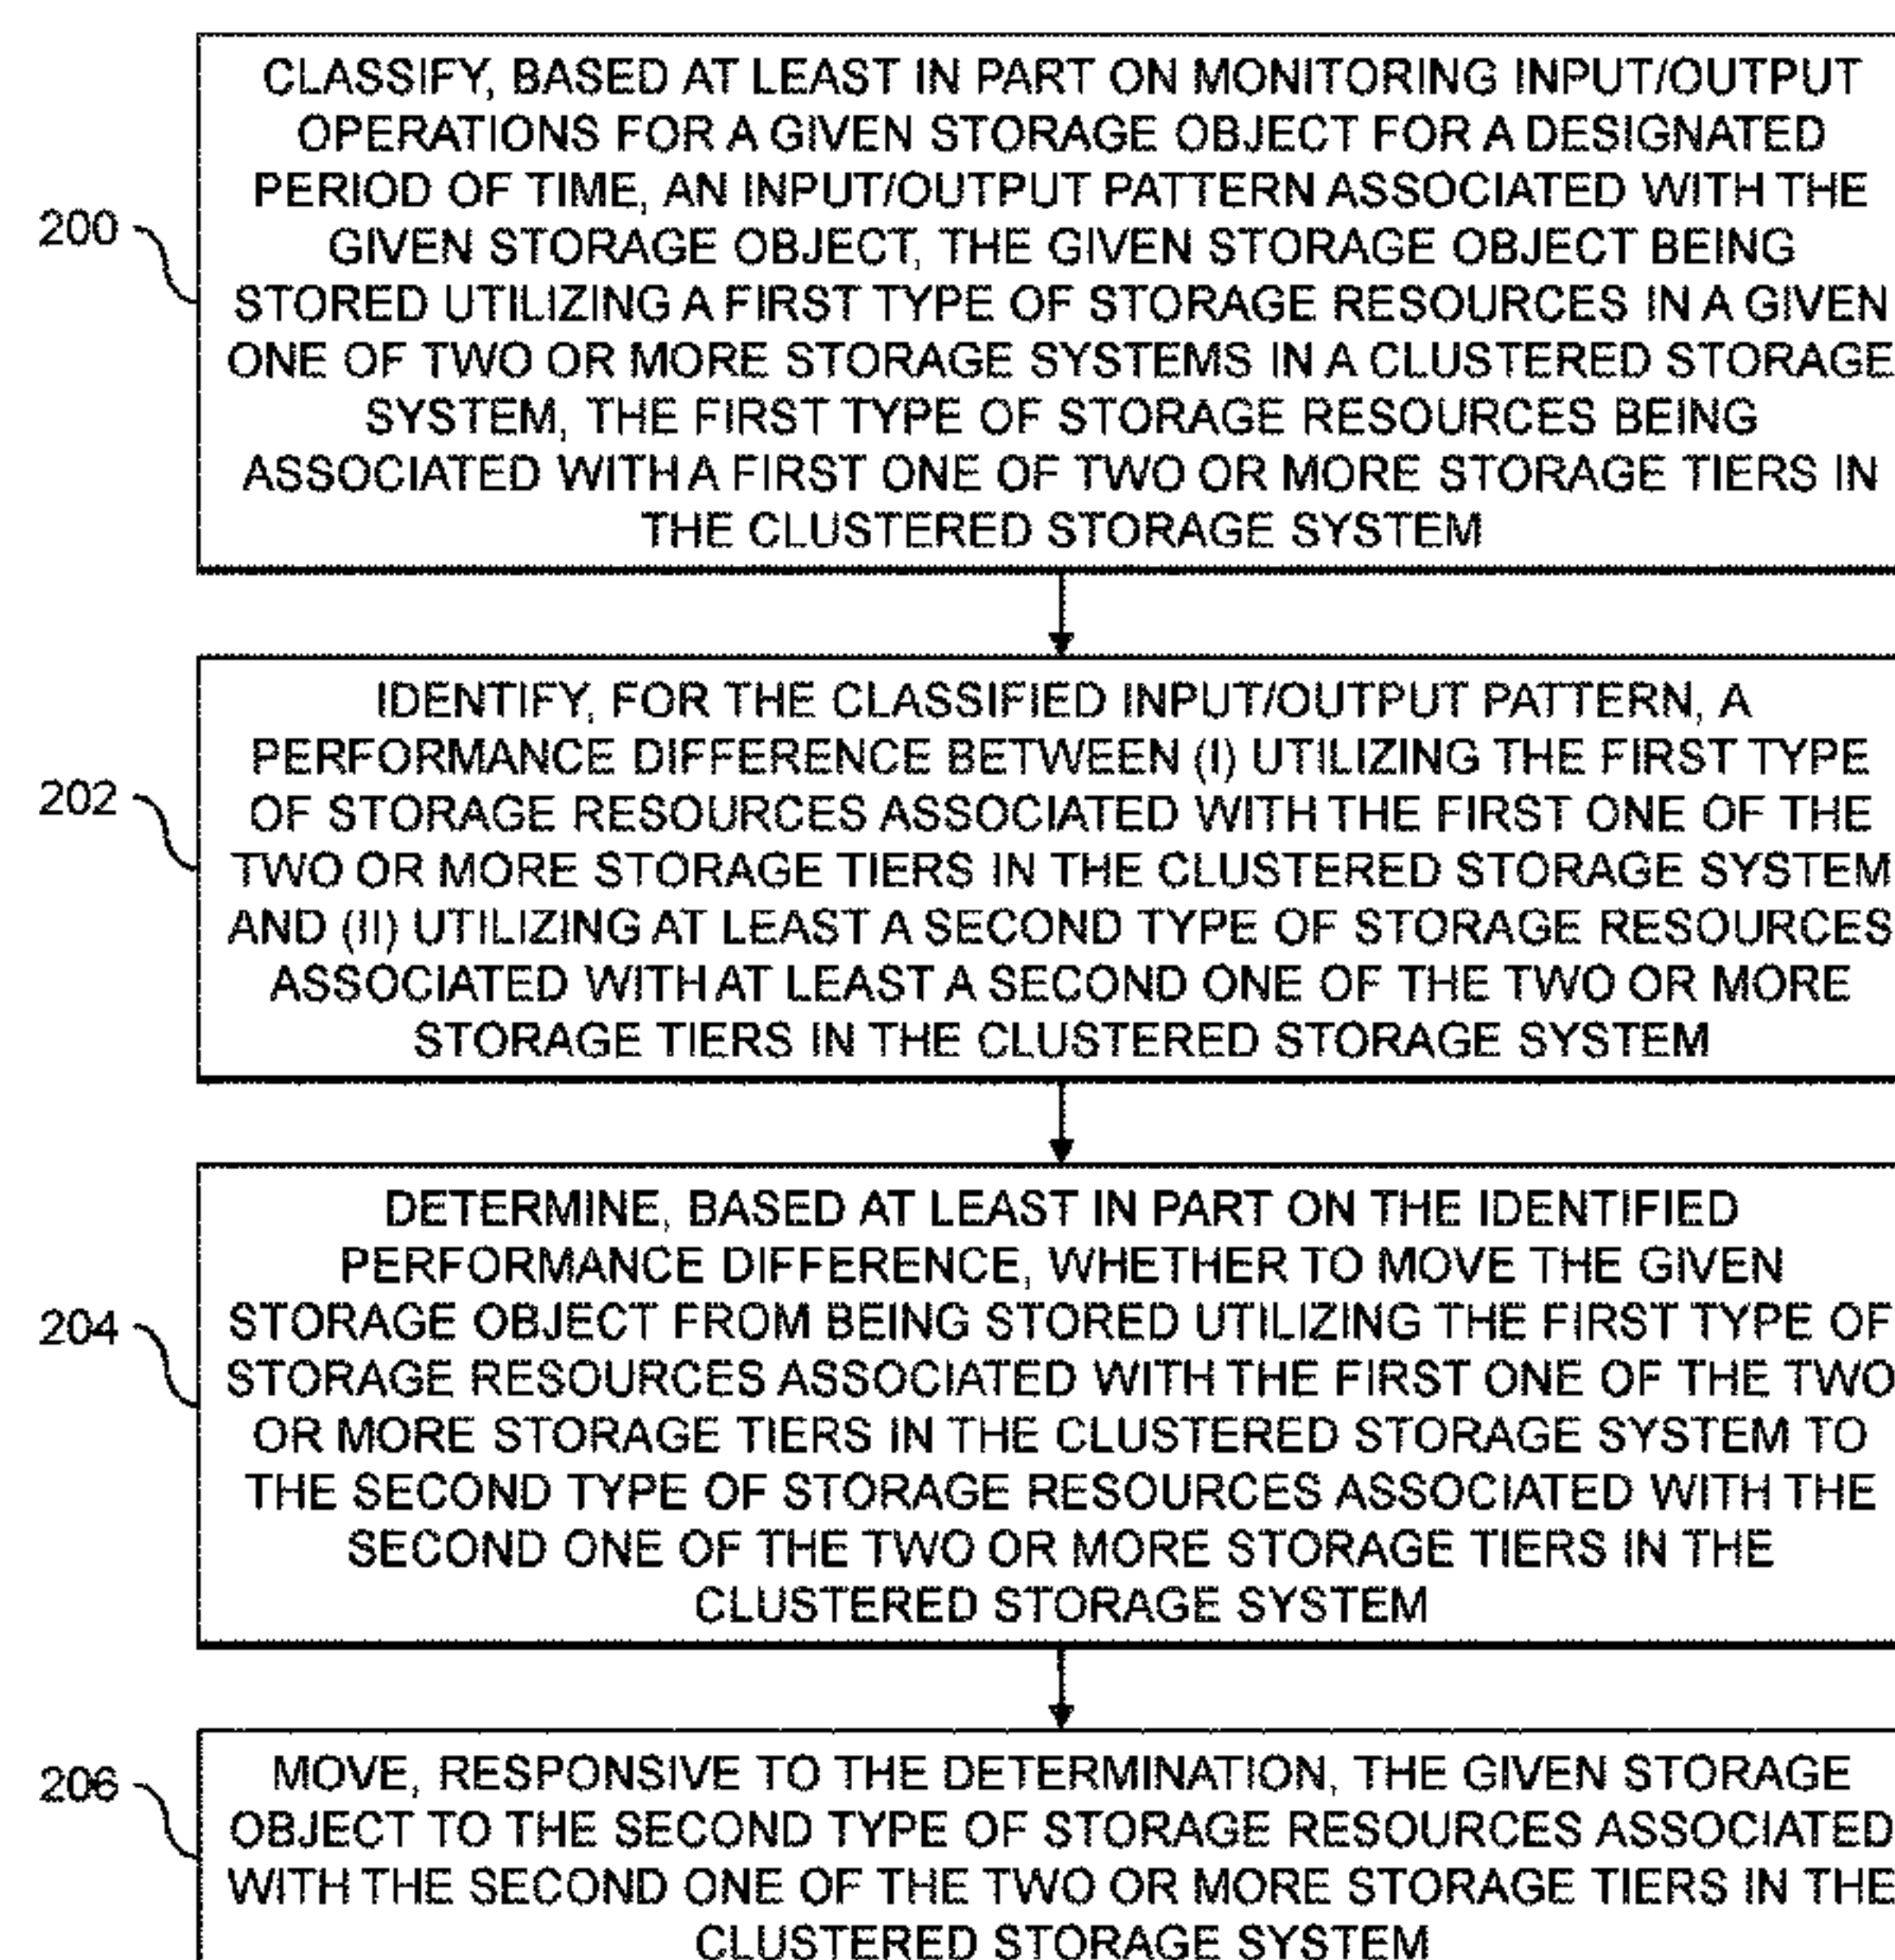 CLASSIFY, BASED AT LEAST IN PART ON MONITORING INPUT/OUTPUT
OPERATIONS FOR A GIVEN STORAGE OBJECT FOR A DESIGNATED
PERIOD OF TIME, AN INPUT/OUTPUT PATTERN ASSOCIATED WITH THE
GIVEN STORAGE OBJECT, THE GIVEN STORAGE OBJECT BEING
STORED UTILIZING A FIRST TYPE OF STORAGE RESOURCES IN A GIVEN
ONE OF TWO OR MORE STORAGE SYSTEMS IN A CLUSTERED STORAGE
SYSTEM, THE FIRST TYPE OF STORAGE RESOURCES BEING
ASSOCIATED WITH A FIRST ONE OF TWO OR MORE STORAGE TIERS IN
THE CLUSTERED STORAGE SYSTEM
200
IDENTIFY, FOR THE CLASSIFIED INPUT/OUTPUT PATTERN, A
PERFORMANCE DIFFERENCE BETWEEN (I) UTILIZING THE FIRST TYPE
OF STORAGE RESOURCES ASSOCIATED WITH THE FIRST ONE OF THE
TWO OR MORE STORAGE TIERS IN THE CLUSTERED STORAGE SYSTEM
AND (II) UTILIZING AT LEAST A SECOND TYPE OF STORAGE RESOURCES
ASSOCIATED WITH AT LEAST A SECOND ONE OF THE TWO OR MORE
STORAGE TIERS IN THE CLUSTERED STORAGE SYSTEM
202
DETERMINE, BASED AT LEAST IN PART ON THE IDENTIFIED
PERFORMANCE DIFFERENCE, WHETHER TO MOVE THE GIVEN
STORAGE OBJECT FROM BEING STORED UTILIZING THE FIRST TYPE OF
STORAGE RESOURCES ASSOCIATED WITH THE FIRST ONE OF THE TWO
OR MORE STORAGE TIERS IN THE CLUSTERED STORAGE SYSTEM TO
THE SECOND TYPE OF STORAGE RESOURCES ASSOCIATED WITH THE
SECOND ONE OF THE TWO OR MORE STORAGE TIERS IN THE
CLUSTERED STORAGE SYSTEM
204
MOVE, RESPONSIVE TO THE DETERMINATION, THE GIVEN STORAGE
OBJECT TO THE SECOND TYPE OF STORAGE RESOURCES ASSOCIATED
WITH THE SECOND ONE OF THE TWO OR MORE STORAGE TIERS IN THE
CLUSTERED STORAGE SYSTEM
206